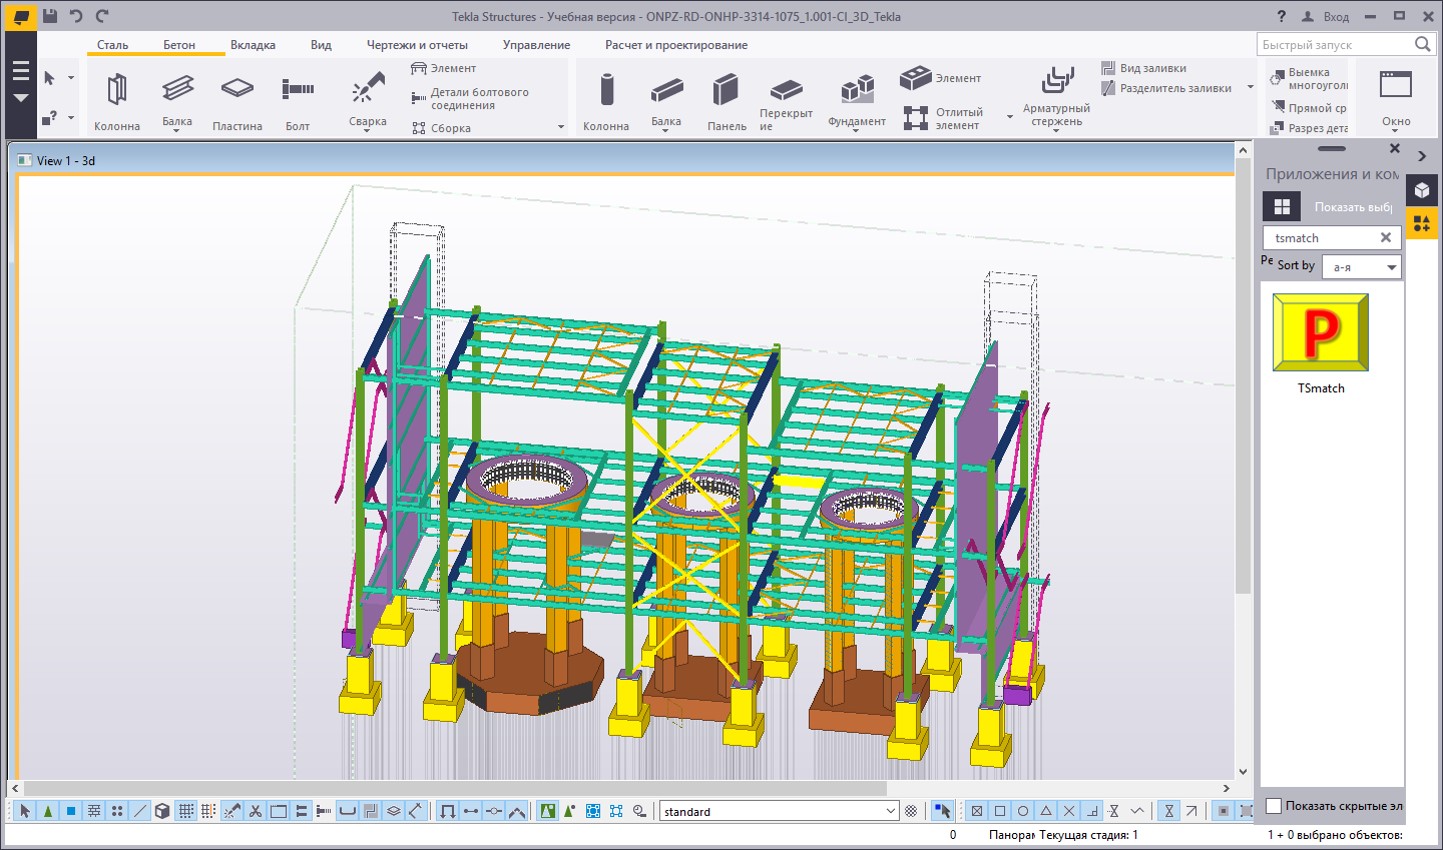 Tekla Structures - Учебная версия - ONPZ-RD-ONHP-3314-1075_1.001-CI_3D_Tekla
? Вход
Сталь Бетон Вкладка Вид Чертежи и отчеты Управление Расчет и проектирование
Быстрый запуск
Колонна
Балка
Пластина
Болт
Сварка
Элемент
Детали болтового
соединения
Сборка
Колонна
Балка
Панель
Перекрыт
ие
Фундамент
Элемент
Отлитый
элемент
Арматурный
стержень
Вид заливки
Разделитель заливки
Выемка
многоугол
Прямой ср
Разрез дета
Окно
View 1 - 3d
Приложения и ком
Показать выбр
tsmatch
Ре Sort by а-я
P
TSmatch
Показать скрытые эл
standard
0 Панорам Текущая стадия: 1 1 + 0 выбрано объектов: